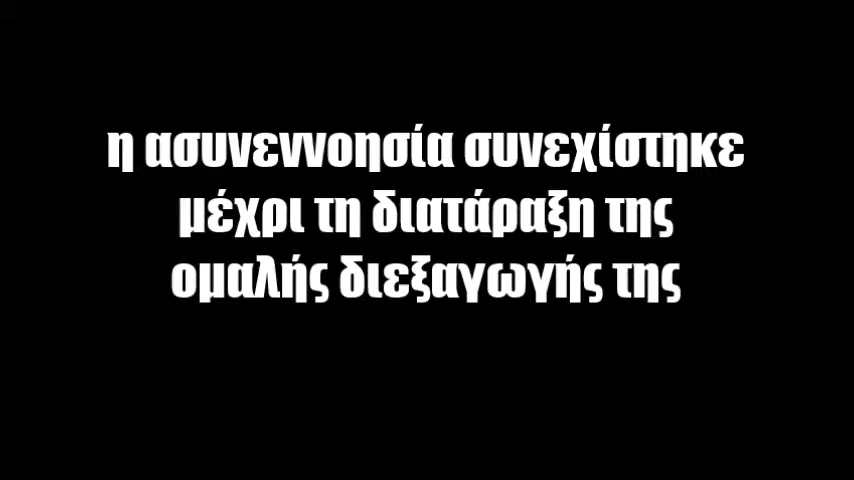 η ασυνεννοησία συνεχίστηκε
μέχρι τη διατάραξη της
ομαλής διεξαγωγής της